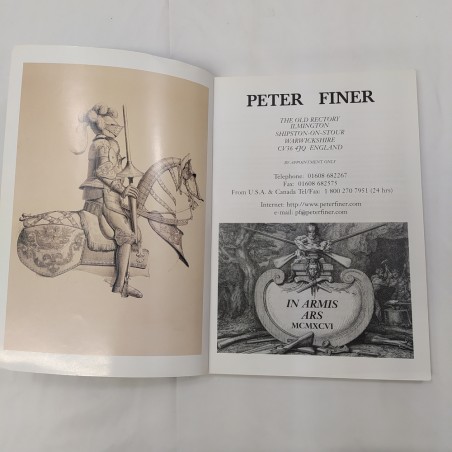 PETER FINER
THE OLD RECTORY
ILMINGTON
SHIPSTON-ON-STOUR
WARWICKSHIRE
CV36 4JQ ENGLAND
BY APPOINTMENT ONLY
Telephone: 01608 682267
Fax: 01608 682575
From U.S.A. & Canada Tel/Fax 1 800 270 7951 (24 hrs)
Internet: http://www.peterfiner.com
e-mail: pf@peterfiner.com
IN ARMIS
ARS
MCMXCVI